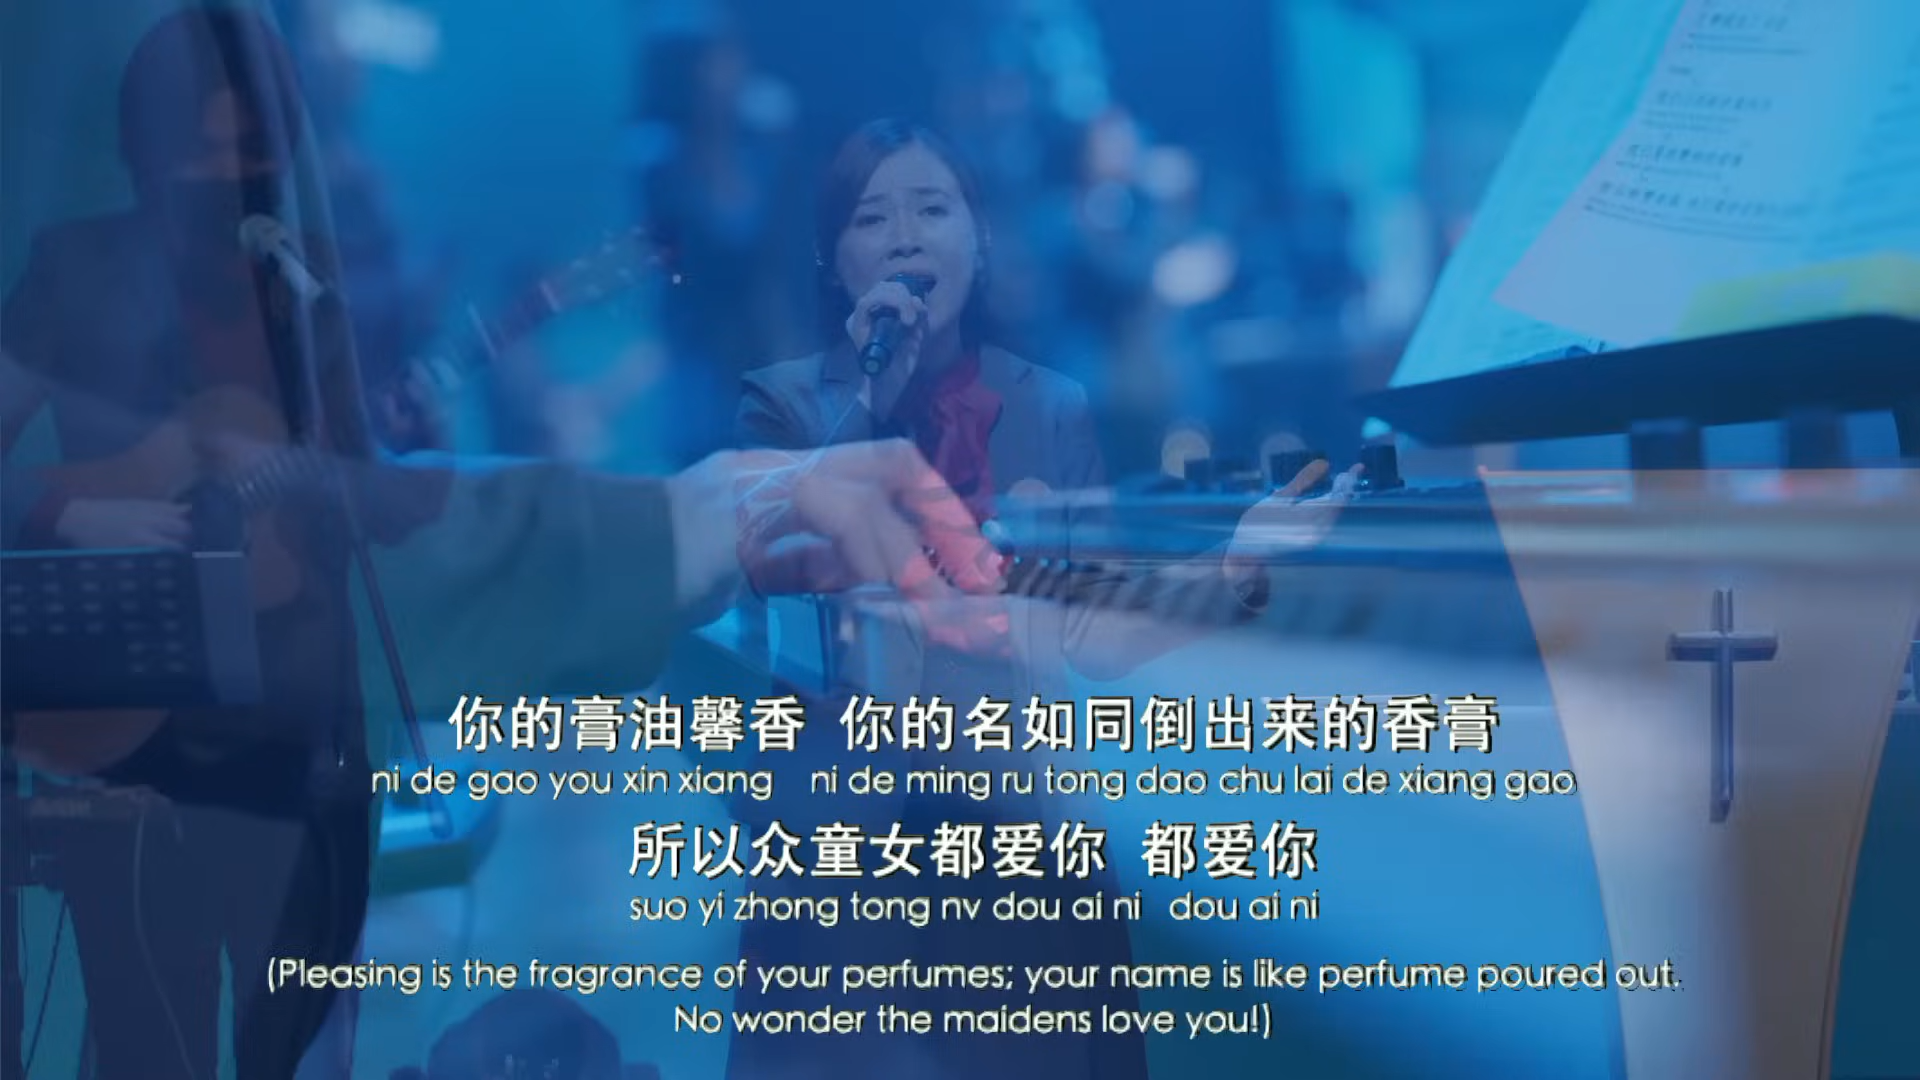 你的膏油馨香 你的名如同倒出来的香膏
ni de gao you xin xiang ni de ming ru tong dao chu lai de xiang gao
所以众童女都爱你 都爱你
suo yi zhong tong nv dou ai ni dou ai ni
(Pleasing is the fragrance of your perfumes; your name is like perfume poured out.
No wonder the maidens love you!)